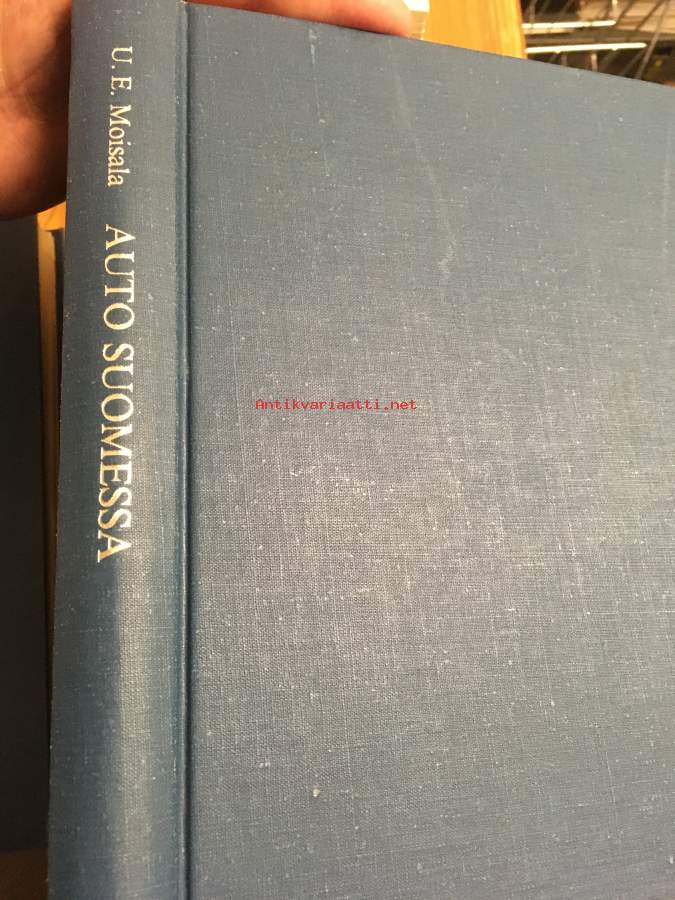 U. E. Moisala AUTO SUOMESSA
Antikvariaatti.net